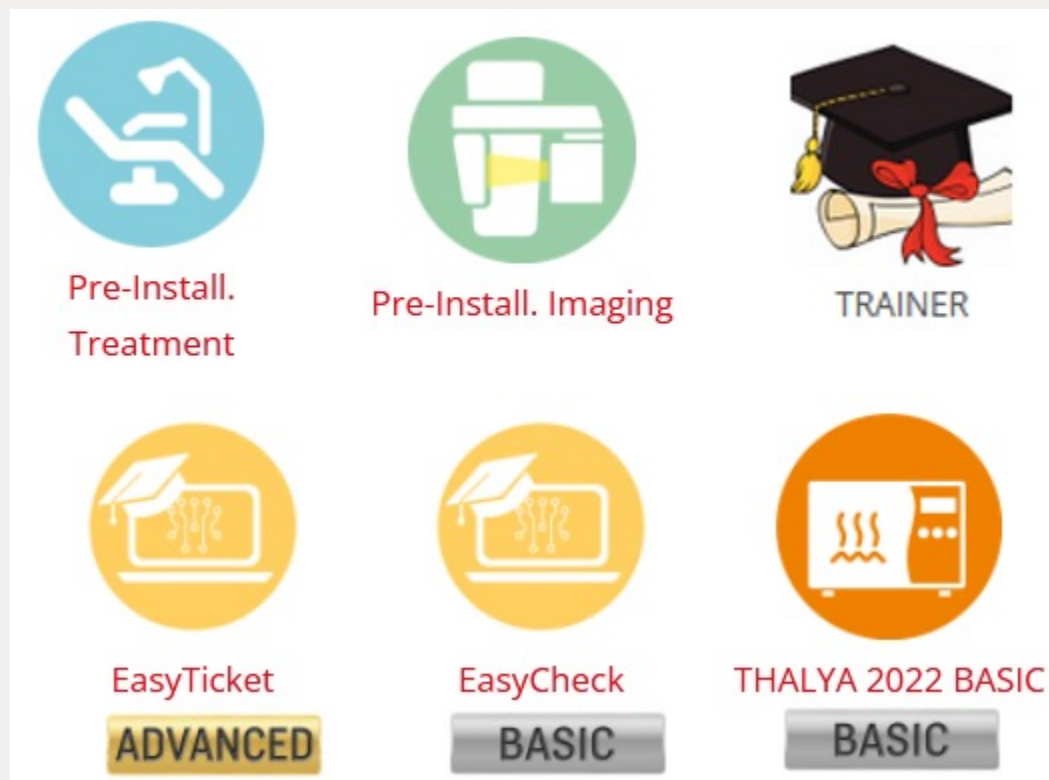 Pre-Install.
Treatment
Pre-Install. Imaging
TRAINER
EasyTicket
ADVANCED
EasyCheck
BASIC
THALYA 2022 BASIC
BASIC